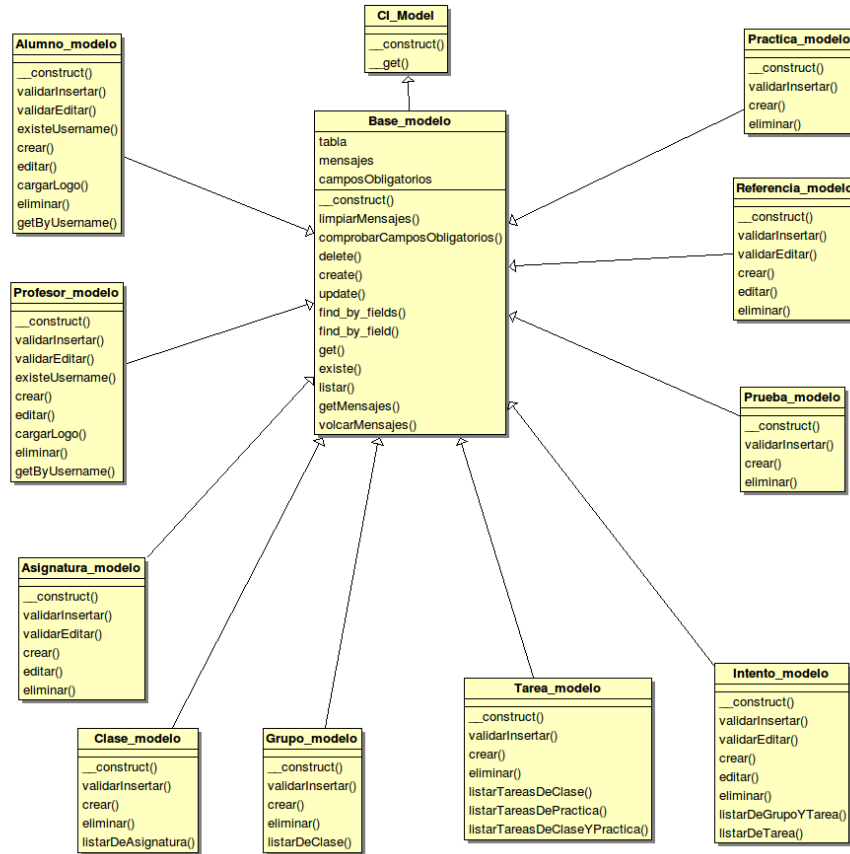 CI_Model
__construct()
__get()
Alumno_modelo
__construct()
validarInsertar()
validarEditar()
existeUsername()
crear()
editar()
cargarLogo()
eliminar()
getByUsername()
Base_modelo
tabla
mensajes
camposObligatorios
__construct()
limpiarMensajes()
comprobarCamposObligatorios()
delete()
create()
update()
find_by_fields()
find_by_field()
get()
existe()
listar()
getMensajes()
volcarMensajes()
Practica_modelo
__construct()
validarInsertar()
crear()
eliminar()
Referencia_modelo
__construct()
validarInsertar()
validarEditar()
crear()
editar()
eliminar()
Profesor_modelo
__construct()
validarInsertar()
validarEditar()
existeUsername()
crear()
editar()
cargarLogo()
eliminar()
getByUsername()
Prueba_modelo
__construct()
validarInsertar()
crear()
eliminar()
Asignatura_modelo
__construct()
validarInsertar()
validarEditar()
crear()
editar()
eliminar()
Clase_modelo
__construct()
validarInsertar()
crear()
eliminar()
listarDeAsignatura()
Grupo_modelo
__construct()
validarInsertar()
crear()
eliminar()
listarDeClase()
Tarea_modelo
__construct()
validarInsertar()
crear()
eliminar()
listarTareasDeClase()
listarTareasDePractica()
listarTareasDeClaseYPractica()
Intento_modelo
__construct()
validarInsertar()
validarEditar()
crear()
editar()
eliminar()
listarDeGrupoYTarea()
listarDeTarea()